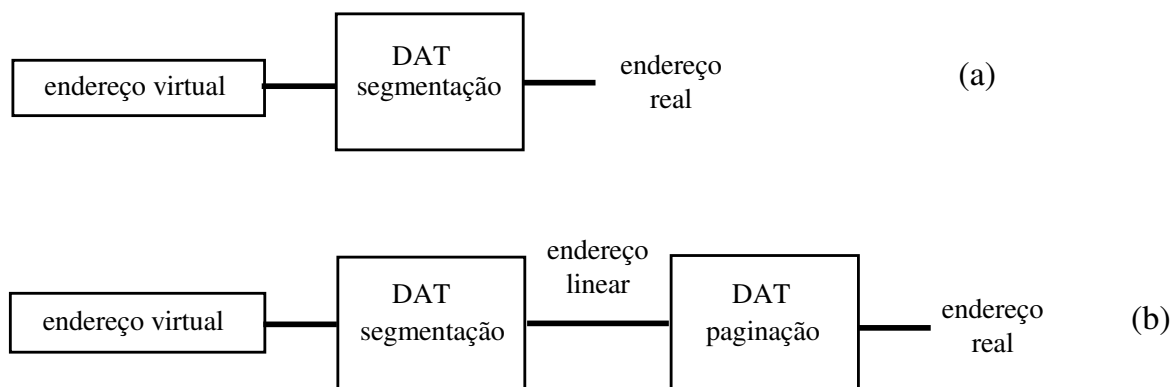 endereço virtual
DAT
segmentação
endereço
real
(a)
endereço virtual
DAT
segmentação
endereço
linear
DAT
paginação
endereço
real
(b)